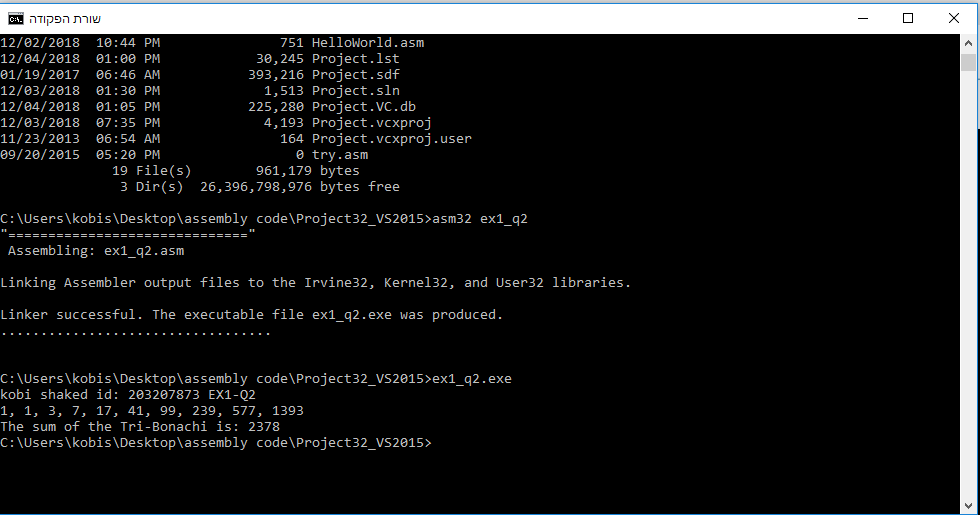 שורת הפקודה
12/02/2018  10:44 PM               751 HelloWorld.asm
12/04/2018  01:00 PM            30,245 Project.lst
01/19/2017  06:46 AM           393,216 Project.sdf
12/03/2018  01:30 PM             1,513 Project.sln
12/04/2018  01:05 PM           225,280 Project.VC.db
12/03/2018  07:35 PM             4,193 Project.vcxproj
11/23/2013  06:54 AM               164 Project.vcxproj.user
09/20/2015  05:20 PM                 0 try.asm
              19 File(s)        961,179 bytes
               3 Dir(s)  26,396,798,976 bytes free
C:\Users\kobis\Desktop\assembly code\Project32_VS2015>asm32 ex1_q2
"=============================="
 Assembling: ex1_q2.asm
Linking Assembler output files to the Irvine32, Kernel32, and User32 libraries.
Linker successful. The executable file ex1_q2.exe was produced.
..................................
C:\Users\kobis\Desktop\assembly code\Project32_VS2015>ex1_q2.exe
kobi shaked id: 203207873 EX1-Q2
1, 1, 3, 7, 17, 41, 99, 239, 577, 1393
The sum of the Tri-Bonachi is: 2378
C:\Users\kobis\Desktop\assembly code\Project32_VS2015>